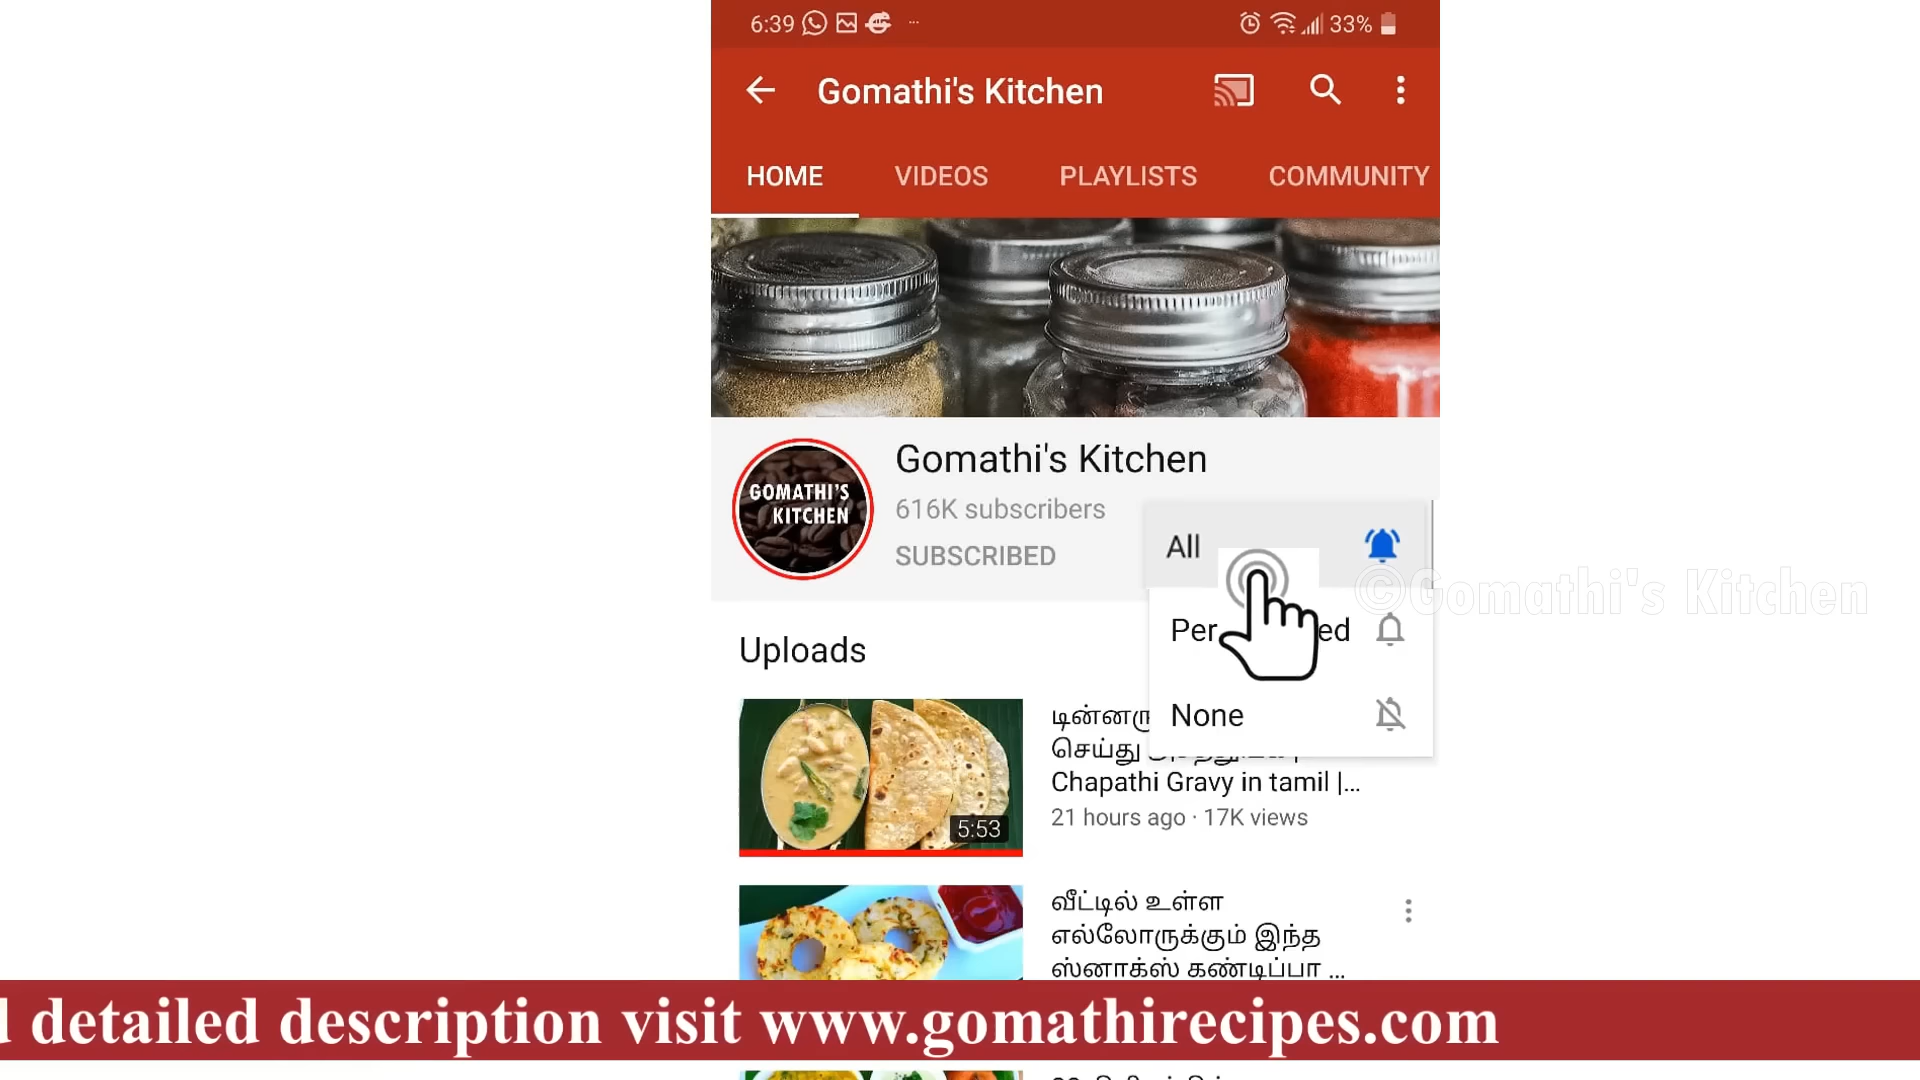 6:39
33%
Gomathi's Kitchen
HOME
VIDEOS
PLAYLISTS
COMMUNITY
GOMATHI'S
KITCHEN
Gomathi's Kitchen
616K subscribers
SUBSCRIBED
All
©Gomathi's Kitchen
Per ed
None
Uploads
5:53
செய்து
Chapathi Gravy in tamil |...
21 hours ago · 17K views
வீட்டில் உள்ள
எல்லோருக்கும் இந்த
ஸ்னாக்ஸ் கண்டிப்பா ...
detailed description visit www.gomathirecipes.com